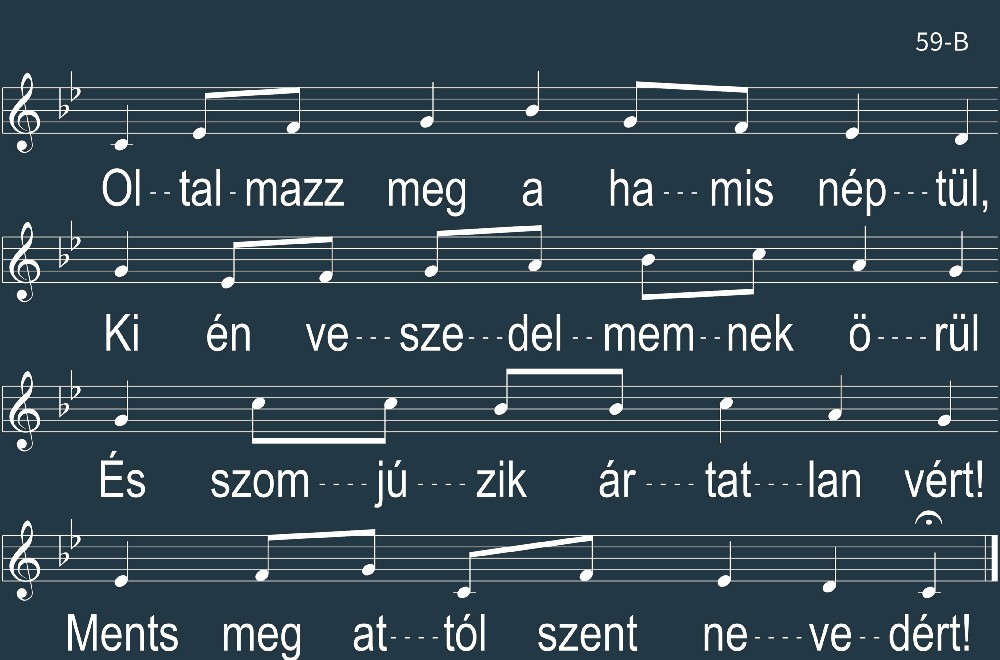 59-B
Ol--tal-mazz meg a ha---mis nép---tül,
Ki én ve---sze---del--mem--nek ö----rül
És szom----jú----zik ár----tat----lan vért!
Ments meg at----tól szent ne----ve--dért!